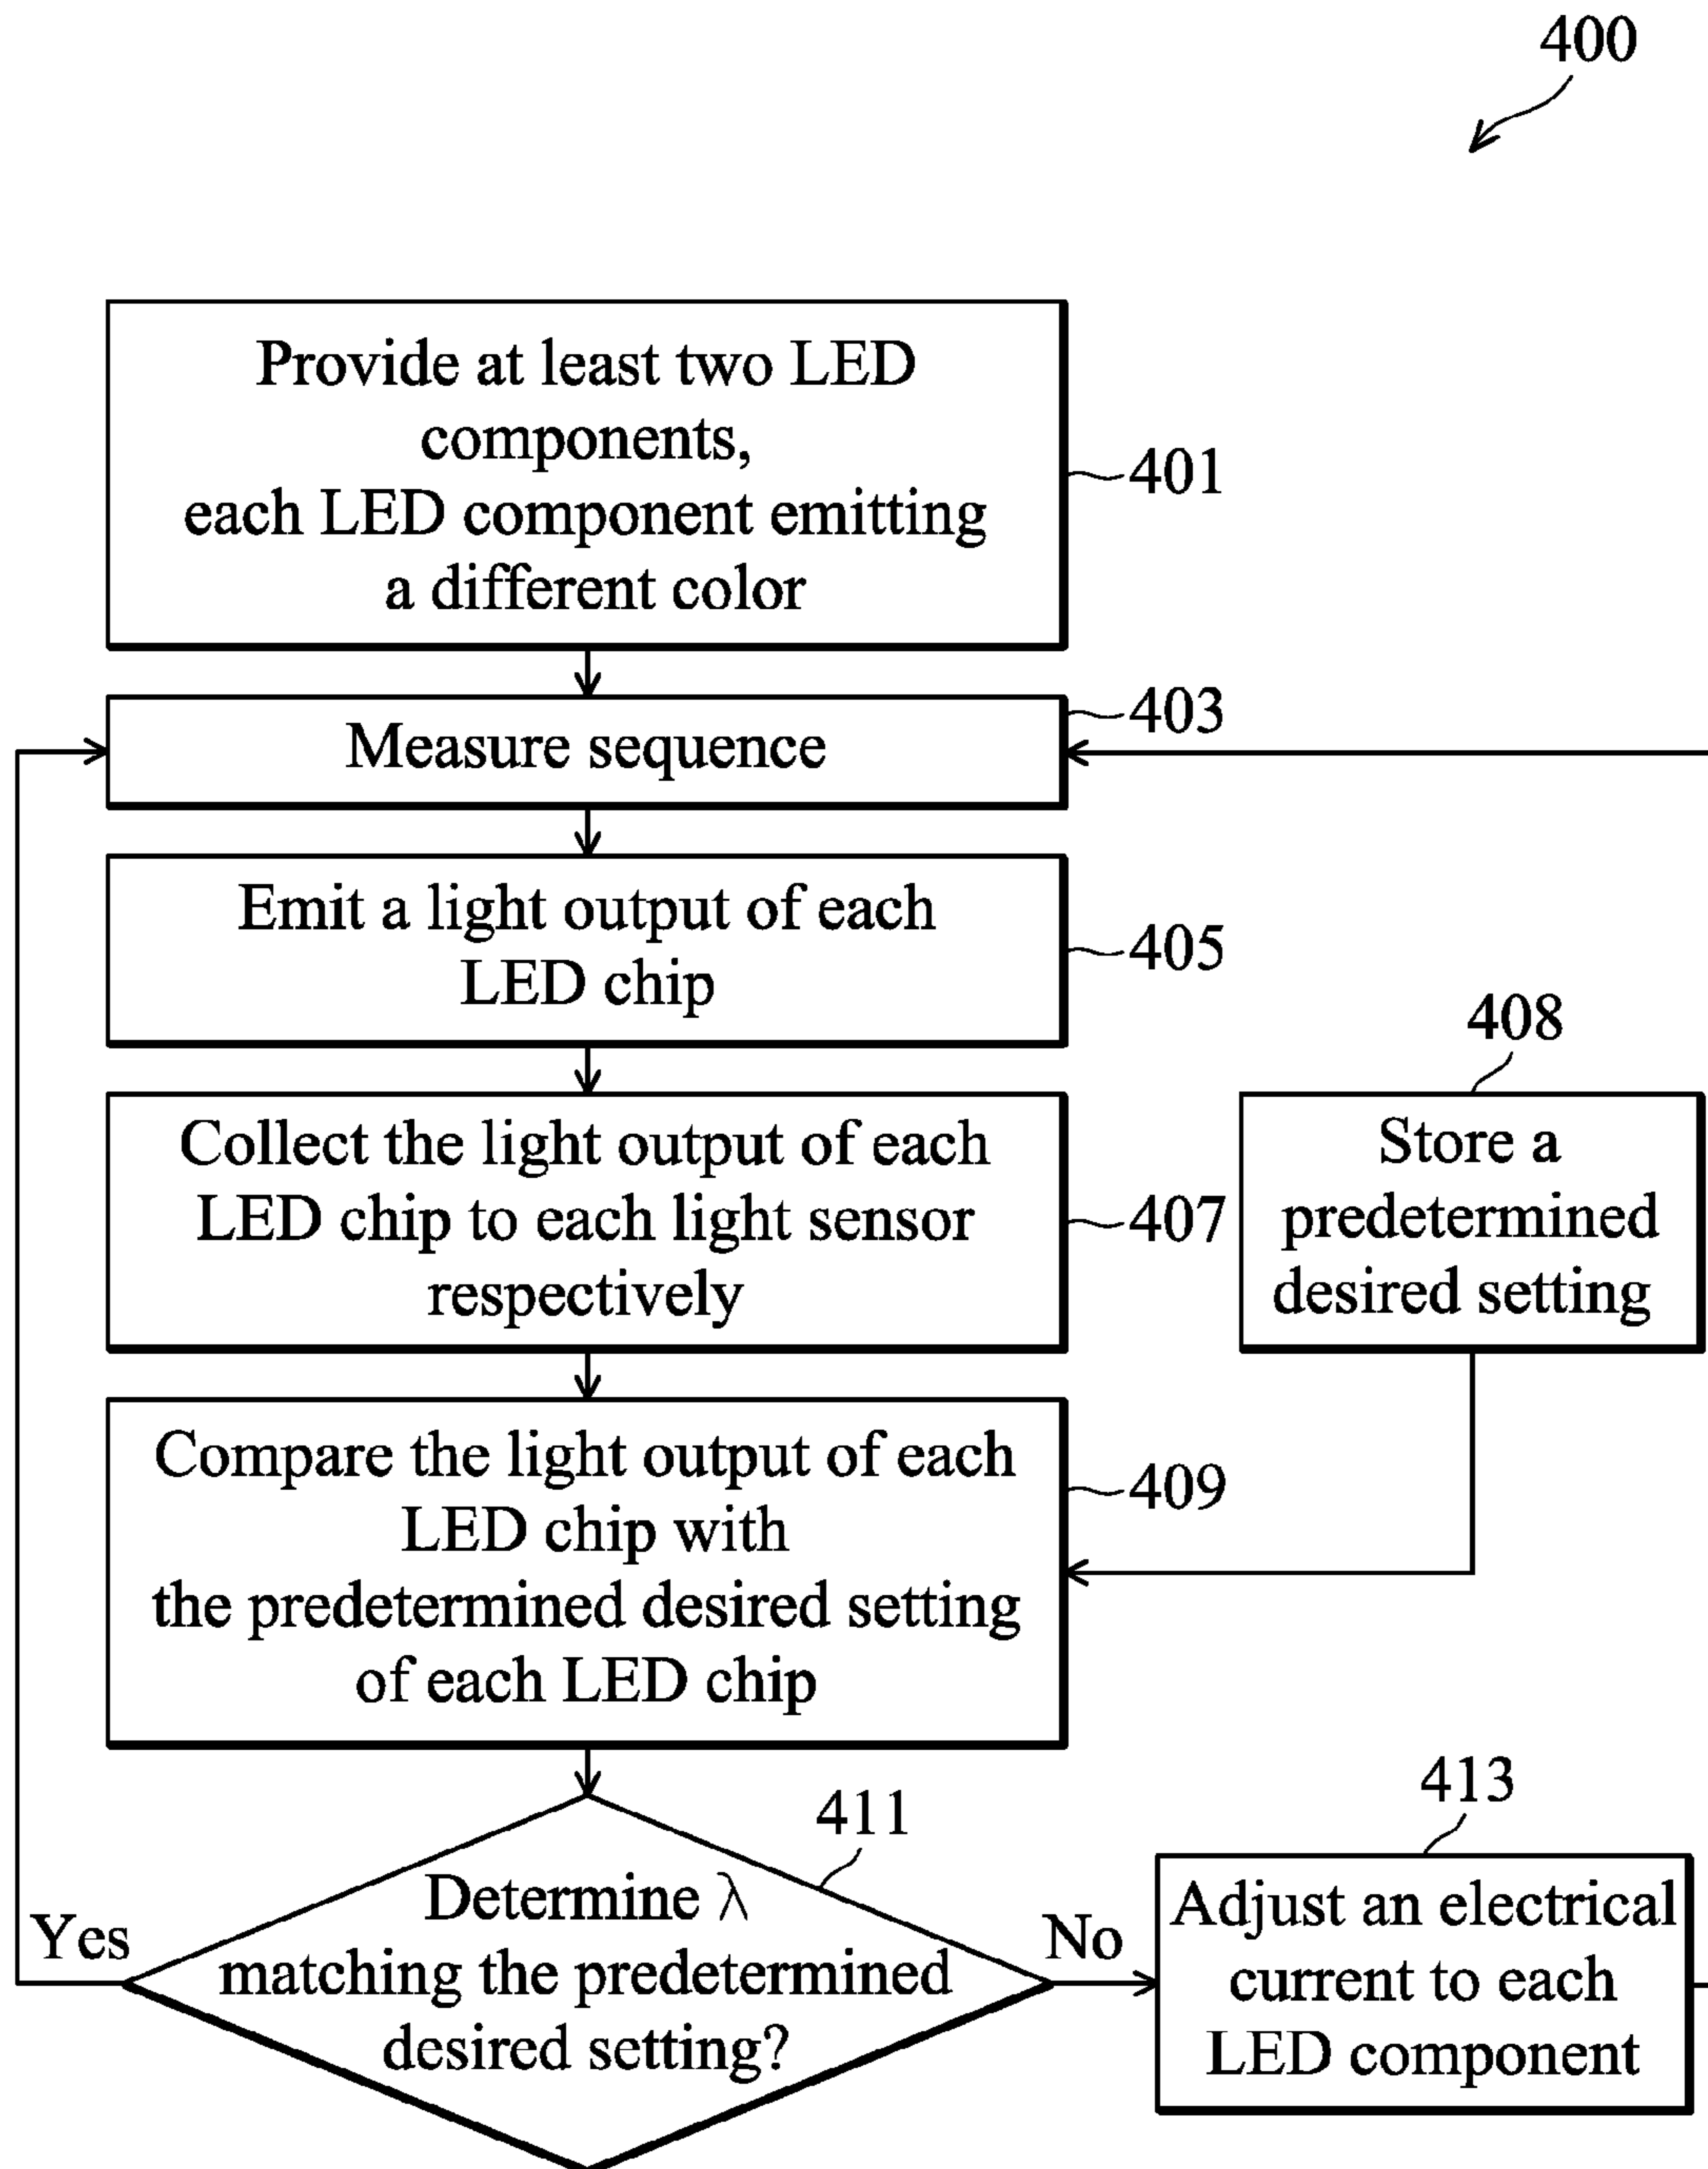 400
Provide at least two LED
components,
each LED component emitting
a different color
401
Measure sequence
403
Emit a light output of each
LED chip
405
Collect the light output of each
LED chip to each light sensor
respectively
407
408
Store a
predetermined
desired setting
Compare the light output of each
LED chip with
the predetermined desired setting
of each LED chip
409
411
Determine λ
matching the predetermined
desired setting?
Yes
No
413
Adjust an electrical
current to each
LED component